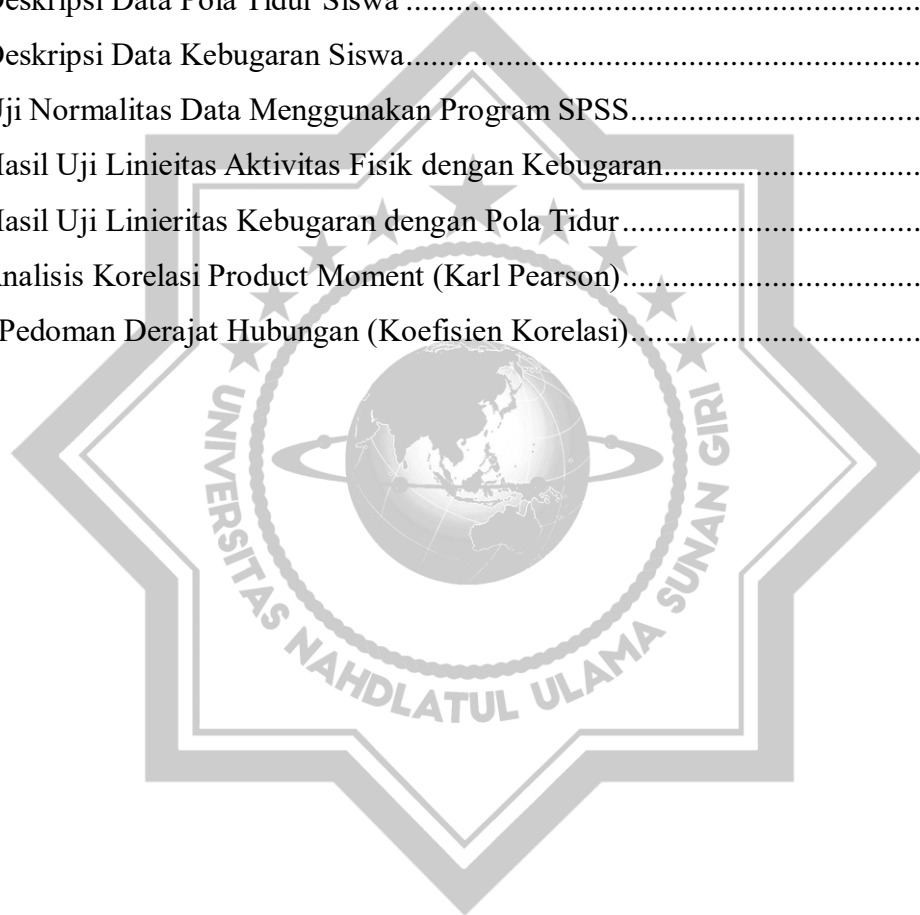 Deskripsi Data Pola Tidur Siswa ..........................................................
Deskripsi Data Kebugaran Siswa..........................................................
Uji Normalitas Data Menggunakan Program SPSS..................................
Hasil Uji Linieitas Aktivitas Fisik dengan Kebugaran..............................
Hasil Uji Linieritas Kebugaran dengan Pola Tidur..................................
Analisis Korelasi Product Moment (Karl Pearson)..................................
Pedoman Derajat Hubungan (Koefisien Korelasi)..................................
UNIVERSITAS NAHDLATUL ULAMA SUNAN GIRI